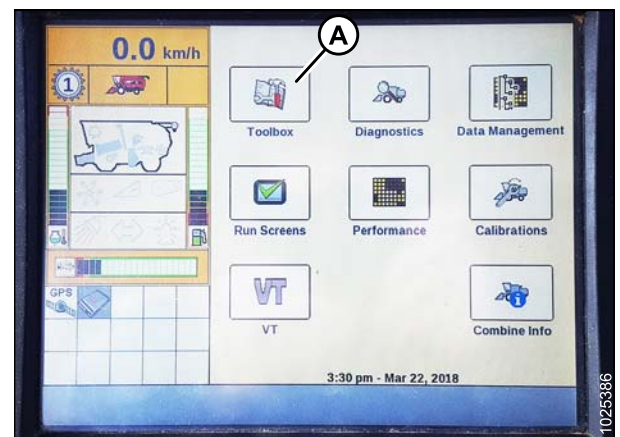 A
0.0 km/h
1
Toolbox
Diagnostics
Data Management
Run Screens
Performance
Calibrations
GPS
VT
VT
Combine Info
3:30 pm - Mar 22, 2018
1025386